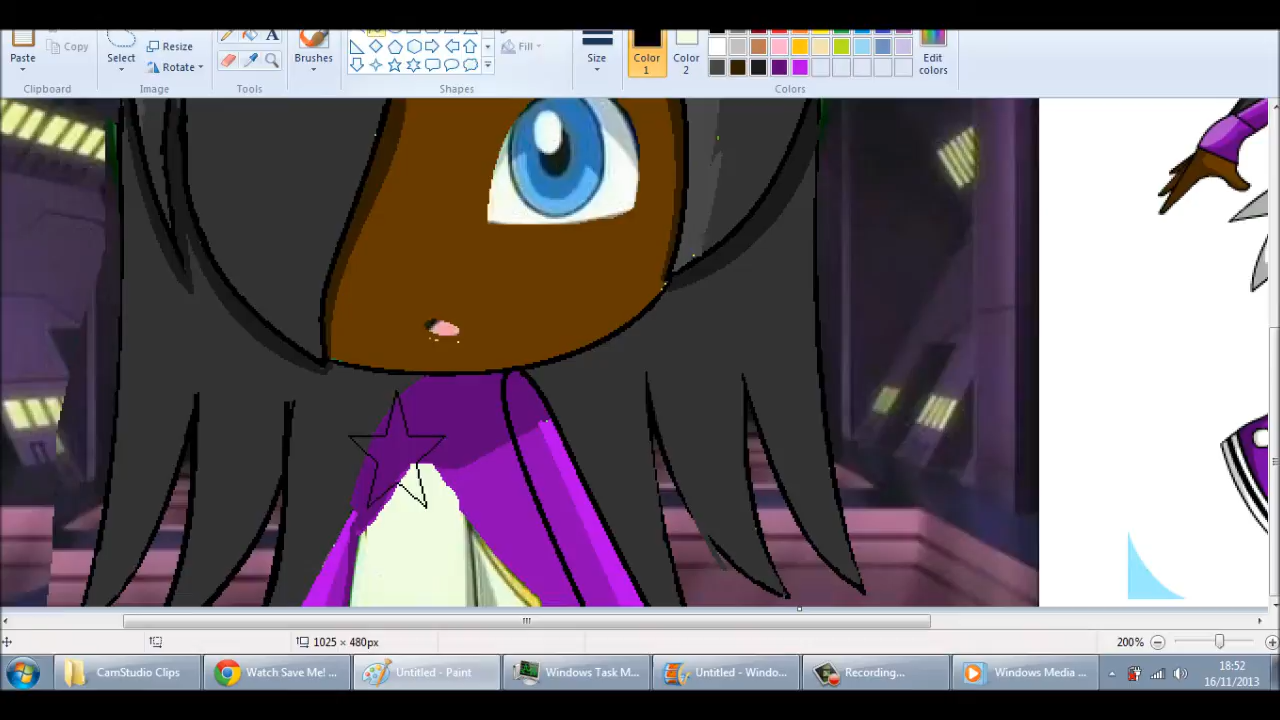 Paste
Copy
Clipboard
Select
Resize
Rotate
Image
A
Tools
Brushes
Fill
Shapes
Size
Color
1
Color
2
Edit
colors
Colors
1025 × 480px
200%
CamStudio Clips
Watch Save Me! ...
Untitled - Paint
Windows Task M...
Untitled - Windo...
Recording...
Windows Media ...
18:52
16/11/2013